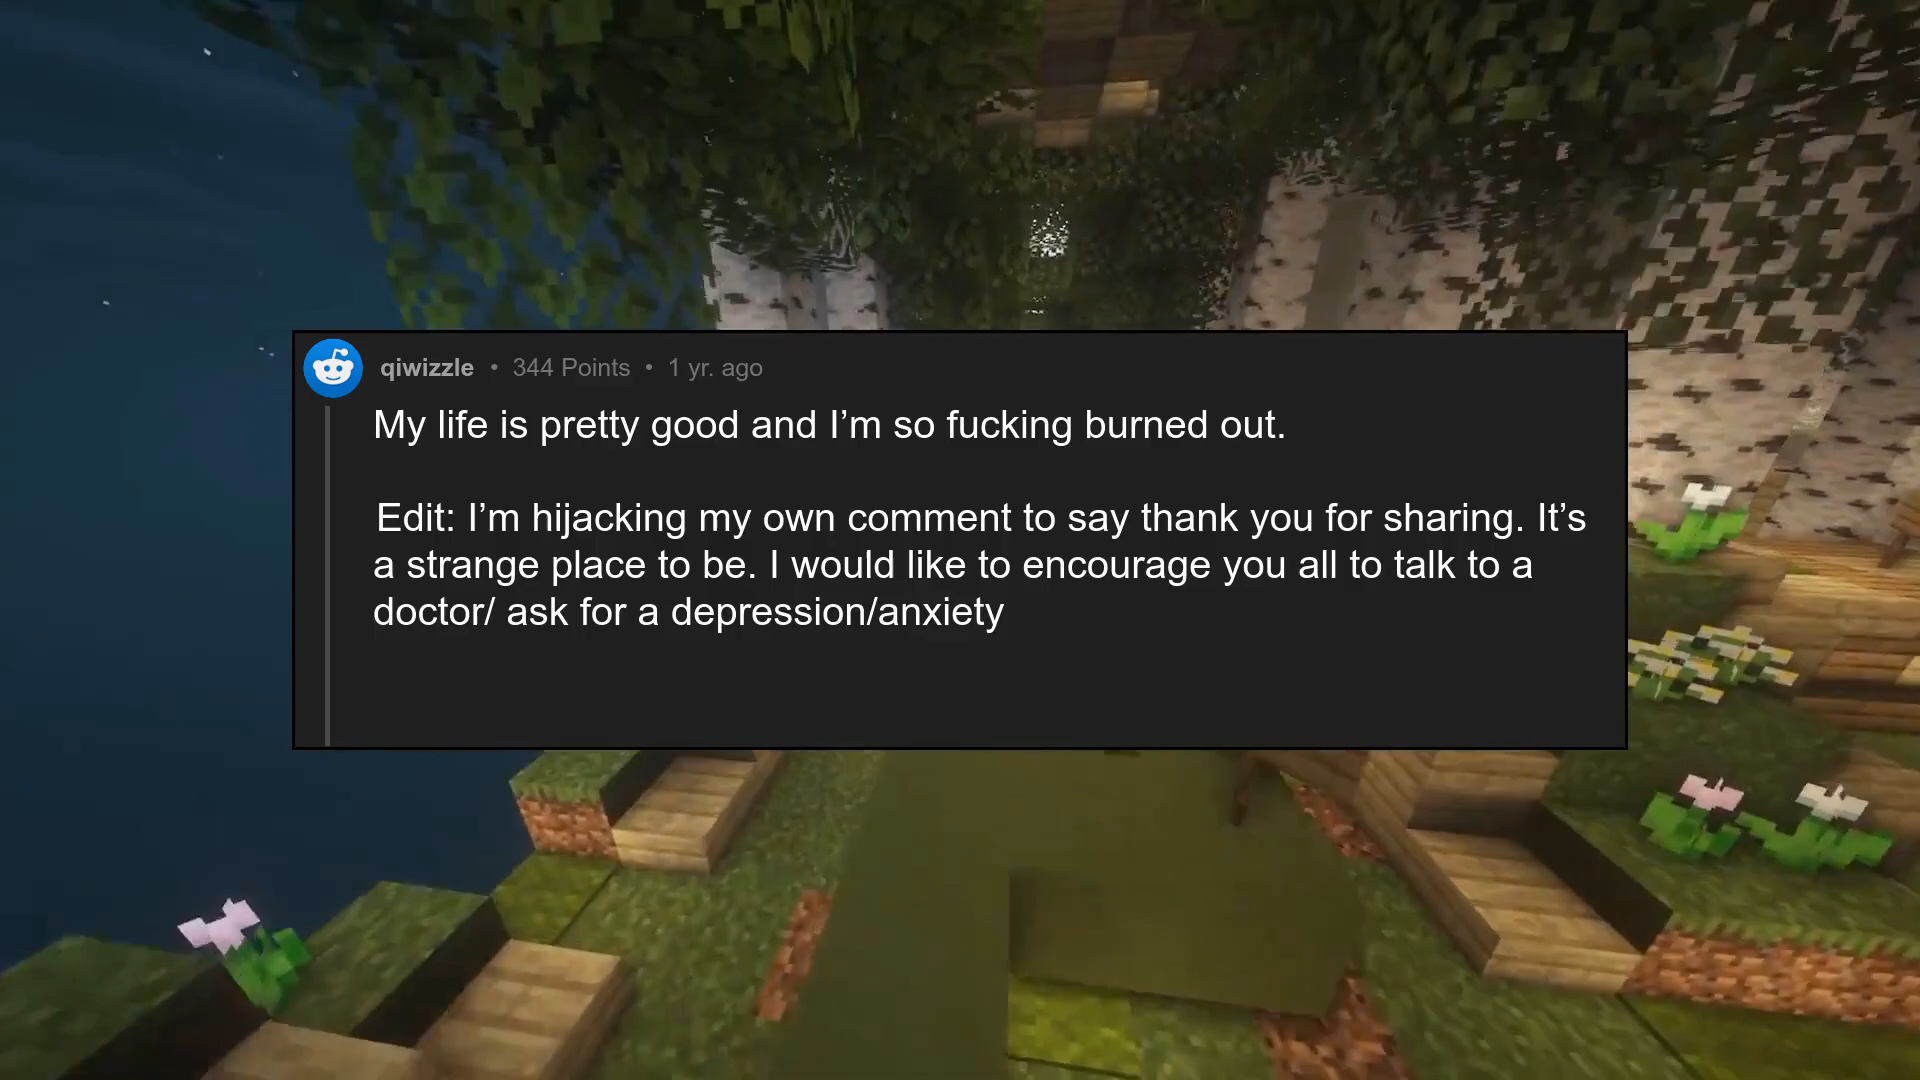 qiwizzle • 344 Points • 1 yr. ago
My life is pretty good and I’m so fucking burned out.
Edit: I’m hijacking my own comment to say thank you for sharing. It’s
a strange place to be. I would like to encourage you all to talk to a
doctor/ ask for a depression/anxiety